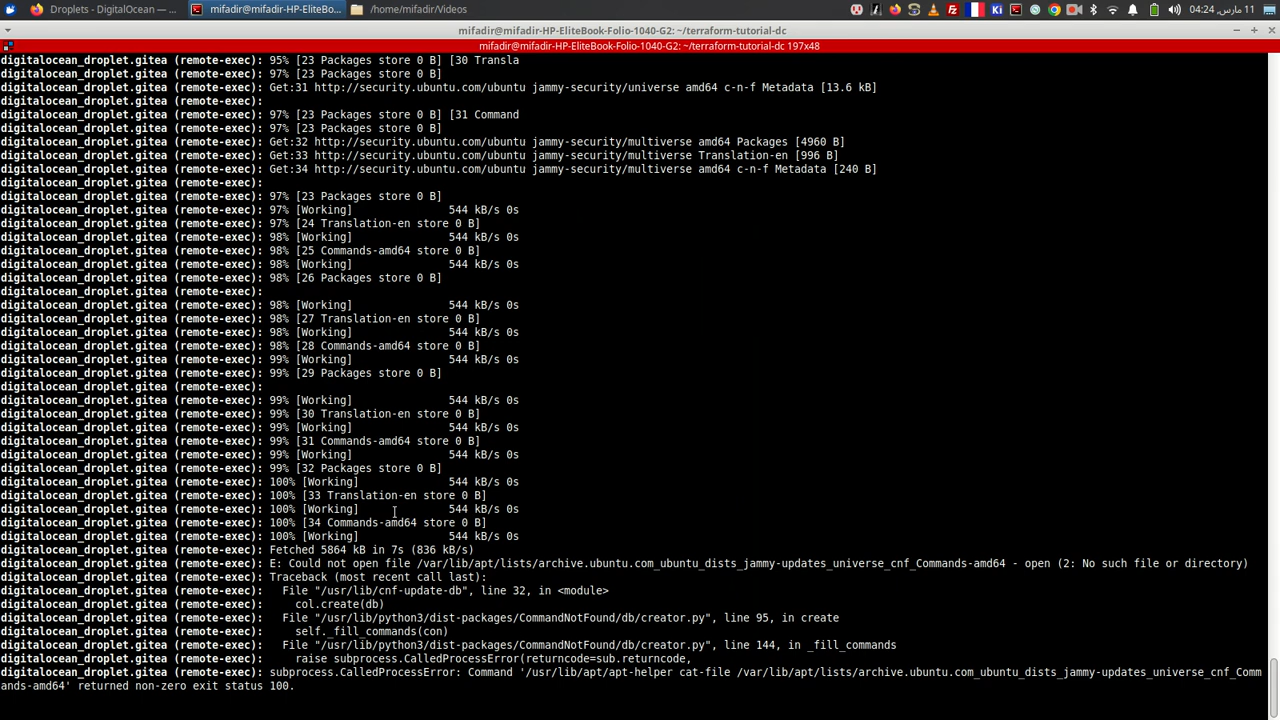 Droplets - DigitalOcean — ...
mifadir@mifadir-HP-EliteBo...
/home/mifadir/Videos
Ki
11 مارس, 04:24
mifadir@mifadir-HP-EliteBook-Folio-1040-G2: ~/terraform-tutorial-dc
mifadir@mifadir-HP-EliteBook-Folio-1040-G2: ~/terraform-tutorial-dc 197x48
digitalocean_droplet.gitea (remote-exec): 95% [23 Packages store 0 B] [30 Transla
digitalocean_droplet.gitea (remote-exec): 97% [23 Packages store 0 B]
digitalocean_droplet.gitea (remote-exec): Get:31 http://security.ubuntu.com/ubuntu jammy-security/universe amd64 c-n-f Metadata [13.6 kB]
digitalocean_droplet.gitea (remote-exec):
digitalocean_droplet.gitea (remote-exec): 97% [23 Packages store 0 B] [31 Command
digitalocean_droplet.gitea (remote-exec): 97% [23 Packages store 0 B]
digitalocean_droplet.gitea (remote-exec): Get:32 http://security.ubuntu.com/ubuntu jammy-security/multiverse amd64 Packages [4960 B]
digitalocean_droplet.gitea (remote-exec): Get:33 http://security.ubuntu.com/ubuntu jammy-security/multiverse Translation-en [996 B]
digitalocean_droplet.gitea (remote-exec): Get:34 http://security.ubuntu.com/ubuntu jammy-security/multiverse amd64 c-n-f Metadata [240 B]
digitalocean_droplet.gitea (remote-exec):
digitalocean_droplet.gitea (remote-exec): 97% [23 Packages store 0 B]
digitalocean_droplet.gitea (remote-exec): 97% [Working] 544 kB/s 0s
digitalocean_droplet.gitea (remote-exec): 97% [24 Translation-en store 0 B]
digitalocean_droplet.gitea (remote-exec): 98% [Working] 544 kB/s 0s
digitalocean_droplet.gitea (remote-exec): 98% [25 Commands-amd64 store 0 B]
digitalocean_droplet.gitea (remote-exec): 98% [Working] 544 kB/s 0s
digitalocean_droplet.gitea (remote-exec): 98% [26 Packages store 0 B]
digitalocean_droplet.gitea (remote-exec):
digitalocean_droplet.gitea (remote-exec): 98% [Working] 544 kB/s 0s
digitalocean_droplet.gitea (remote-exec): 98% [27 Translation-en store 0 B]
digitalocean_droplet.gitea (remote-exec): 98% [Working] 544 kB/s 0s
digitalocean_droplet.gitea (remote-exec): 98% [28 Commands-amd64 store 0 B]
digitalocean_droplet.gitea (remote-exec): 99% [Working] 544 kB/s 0s
digitalocean_droplet.gitea (remote-exec): 99% [29 Packages store 0 B]
digitalocean_droplet.gitea (remote-exec):
digitalocean_droplet.gitea (remote-exec): 99% [Working] 544 kB/s 0s
digitalocean_droplet.gitea (remote-exec): 99% [30 Translation-en store 0 B]
digitalocean_droplet.gitea (remote-exec): 99% [Working] 544 kB/s 0s
digitalocean_droplet.gitea (remote-exec): 99% [31 Commands-amd64 store 0 B]
digitalocean_droplet.gitea (remote-exec): 99% [Working] 544 kB/s 0s
digitalocean_droplet.gitea (remote-exec): 99% [32 Packages store 0 B]
digitalocean_droplet.gitea (remote-exec): 100% [Working] 544 kB/s 0s
digitalocean_droplet.gitea (remote-exec): 100% [33 Translation-en store 0 B]
digitalocean_droplet.gitea (remote-exec): 100% [Working] 544 kB/s 0s
digitalocean_droplet.gitea (remote-exec): 100% [34 Commands-amd64 store 0 B]
digitalocean_droplet.gitea (remote-exec): 100% [Working] 544 kB/s 0s
digitalocean_droplet.gitea (remote-exec): Fetched 5864 kB in 7s (836 kB/s)
digitalocean_droplet.gitea (remote-exec): E: Could not open file /var/lib/apt/lists/archive.ubuntu.com_ubuntu_dists_jammy-updates_universe_cnf_Commands-amd64 - open (2: No such file or directory)
digitalocean_droplet.gitea (remote-exec): Traceback (most recent call last):
digitalocean_droplet.gitea (remote-exec):   File "/usr/lib/cnf-update-db", line 32, in <module>
digitalocean_droplet.gitea (remote-exec):     col.create(db)
digitalocean_droplet.gitea (remote-exec):   File "/usr/lib/python3/dist-packages/CommandNotFound/db/creator.py", line 95, in create
digitalocean_droplet.gitea (remote-exec):     self._fill_commands(con)
digitalocean_droplet.gitea (remote-exec):   File "/usr/lib/python3/dist-packages/CommandNotFound/db/creator.py", line 144, in _fill_commands
digitalocean_droplet.gitea (remote-exec):     raise subprocess.CalledProcessError(returncode=sub.returncode,
digitalocean_droplet.gitea (remote-exec): subprocess.CalledProcessError: Command '/usr/lib/apt/apt-helper cat-file /var/lib/apt/lists/archive.ubuntu.com_ubuntu_dists_jammy-updates_universe_cnf_Comm
ands-amd64' returned non-zero exit status 100.